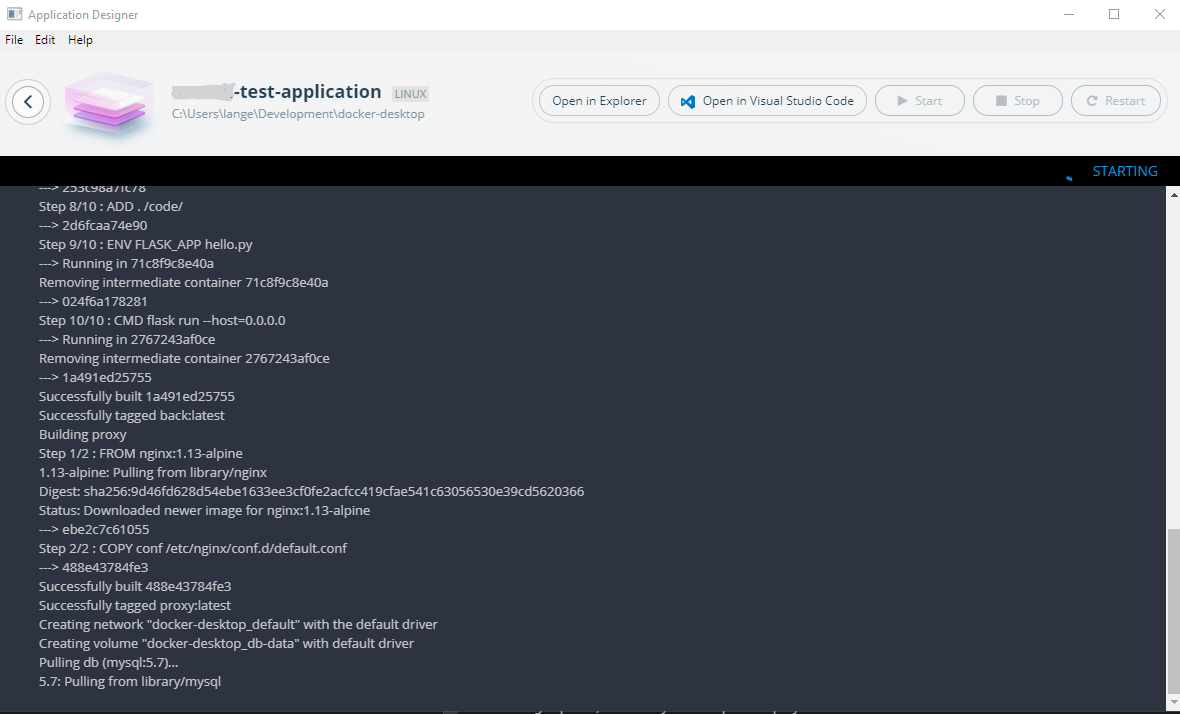 Application Designer
File Edit Help
-test-application LINUX
C:\Users\lange\Development\docker-desktop
Open in Explorer
Open in Visual Studio Code
Start
Stop
Restart
STARTING
---> 253c98a7fc78
Step 8/10 : ADD . /code/
---> 2d6fcaa74e90
Step 9/10 : ENV FLASK_APP hello.py
---> Running in 71c8f9c8e40a
Removing intermediate container 71c8f9c8e40a
---> 024f6a178281
Step 10/10 : CMD flask run --host=0.0.0.0
---> Running in 2767243af0ce
Removing intermediate container 2767243af0ce
---> 1a491ed25755
Successfully built 1a491ed25755
Successfully tagged back:latest
Building proxy
Step 1/2 : FROM nginx:1.13-alpine
1.13-alpine: Pulling from library/nginx
Digest: sha256:9d46fd628d54ebe1633ee3cf0fe2acfcc419cfae541c63056530e39cd5620366
Status: Downloaded newer image for nginx:1.13-alpine
---> ebe2c7c61055
Step 2/2 : COPY conf /etc/nginx/conf.d/default.conf
---> 488e43784fe3
Successfully built 488e43784fe3
Successfully tagged proxy:latest
Creating network "docker-desktop_default" with the default driver
Creating volume "docker-desktop_db-data" with default driver
Pulling db (mysql:5.7)...
5.7: Pulling from library/mysql